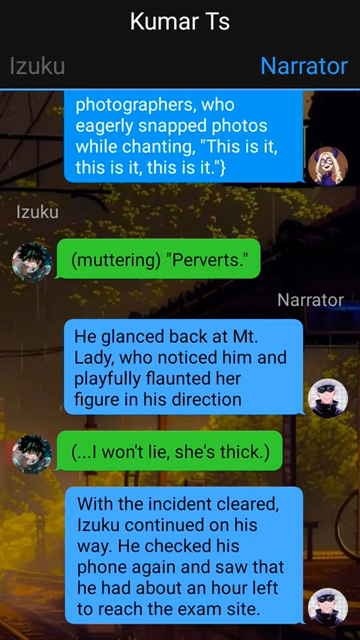 Kumar Ts
Izuku
Narrator
photographers, who
eagerly snapped photos
while chanting, "This is it,
this is it, this is it."}
Izuku
(muttering) "Perverts."
Narrator
He glanced back at Mt.
Lady, who noticed him and
playfully flaunted her
figure in his direction
(...I won't lie, she's thick.)
With the incident cleared,
Izuku continued on his
way. He checked his
phone again and saw that
he had about an hour left
to reach the exam site.